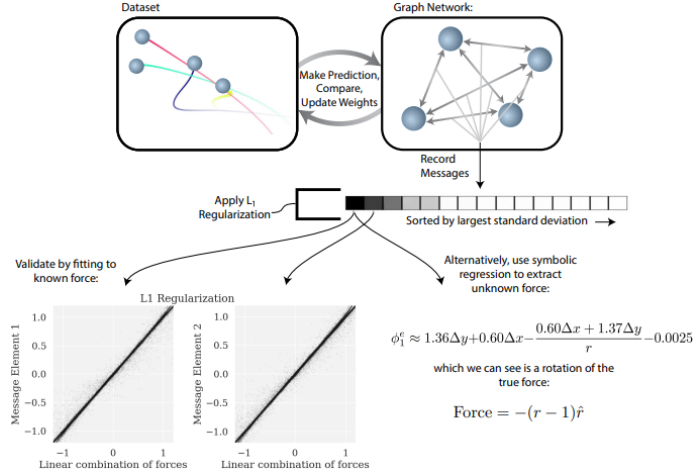 Dataset
Graph Network:
Make Prediction,
Compare,
Update Weights
Record
Messages
Apply L₁
Regularization
Sorted by largest standard deviation
Validate by fitting to
known force:
Alternatively, use symbolic
regression to extract
unknown force:
L1 Regularization
Message Element 1
1.0
0.5
0.0
−0.5
−1.0
−1
0
1
Linear combination of forces
Message Element 2
1.0
0.5
0.0
−0.5
−1.0
−1
0
1
Linear combination of forces
ϕ₁ᵉ ≈ 1.36Δy+0.60Δx−(0.60Δx + 1.37Δy)/r−0.0025
which we can see is a rotation of the
true force:
Force = −(r − 1)r̂